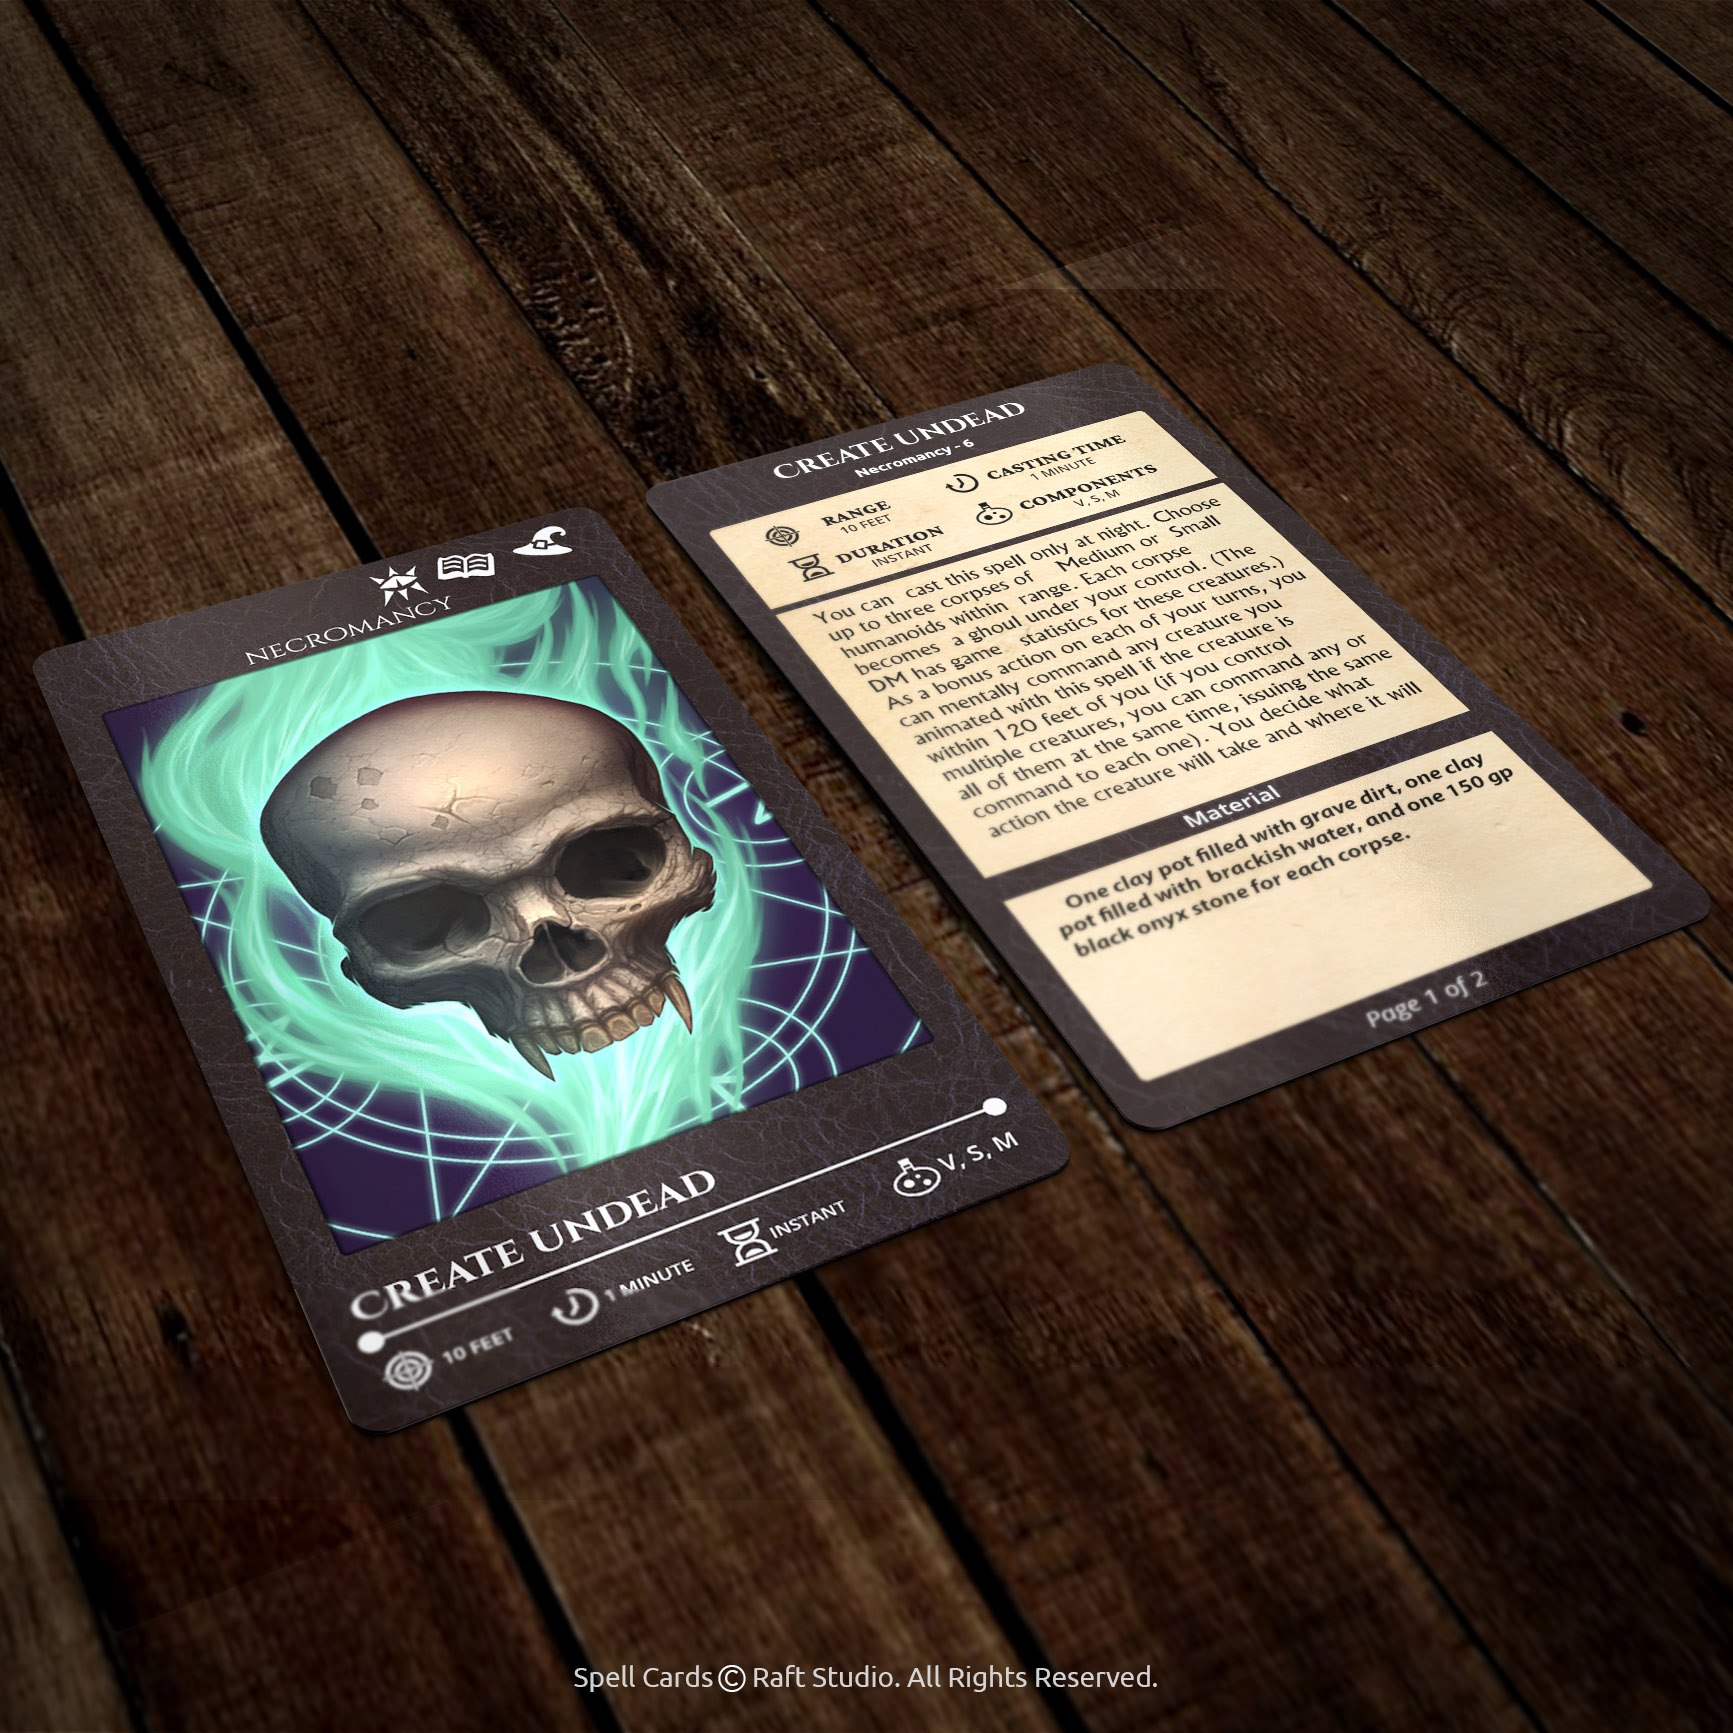 NECROMANCY
CREATE UNDEAD
10 FEET
1 MINUTE
INSTANT
V, S, M
CREATE UNDEAD
Necromancy - 6
RANGE
10 FEET
CASTING TIME
1 MINUTE
DURATION
INSTANT
COMPONENTS
V, S, M
You can cast this spell only at night. Choose
up to three corpses of Medium or Small
humanoids within range. Each corpse
becomes a ghoul under your control. (The
DM has game statistics for these creatures.)
As a bonus action on each of your turns, you
can mentally command any creature you
animated with this spell if the creature is
within 120 feet of you (if you control
multiple creatures, you can command any or
all of them at the same time, issuing the same
command to each one). You decide what
action the creature will take and where it will
Material
One clay pot filled with grave dirt, one clay
pot filled with brackish water, and one 150 gp
black onyx stone for each corpse.
Page 1 of 2
Spell Cards © Raft Studio. All Rights Reserved.